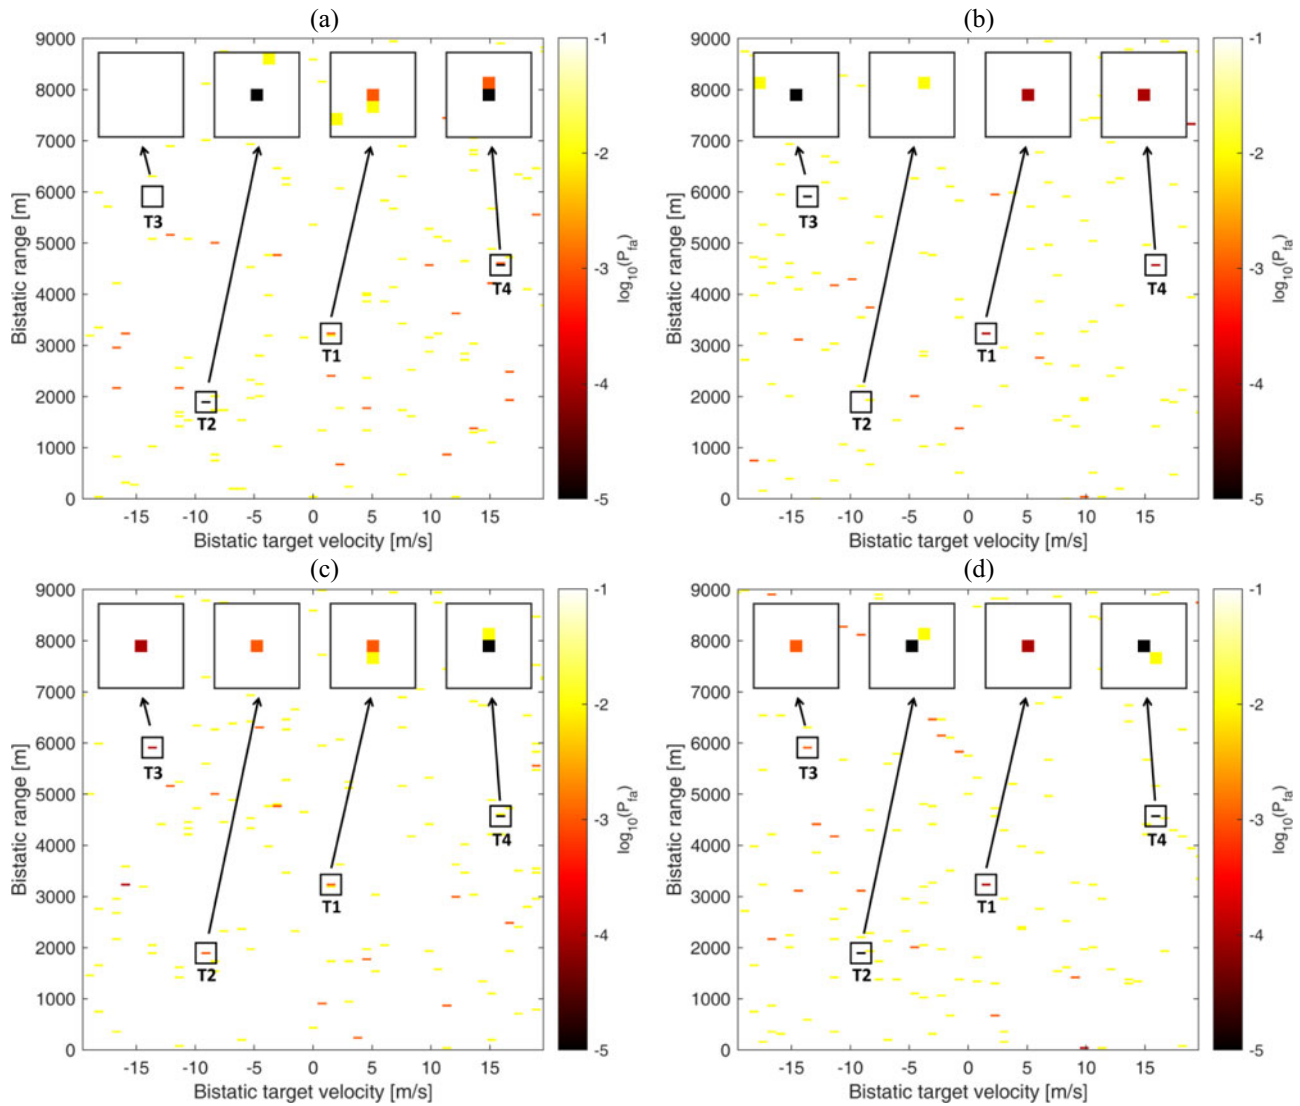 (a)
9000
8000
7000
6000
5000
4000
3000
2000
1000
0
Bistatic range [m]
T3
T4
T1
T2
-15 -10 -5 0 5 10 15
Bistatic target velocity [m/s]
-1
-2
-3
-4
-5
log10(Pfa)
(b)
9000
8000
7000
6000
5000
4000
3000
2000
1000
0
Bistatic range [m]
T3
T4
T1
T2
-15 -10 -5 0 5 10 15
Bistatic target velocity [m/s]
-1
-2
-3
-4
-5
log10(Pfa)
(c)
9000
8000
7000
6000
5000
4000
3000
2000
1000
0
Bistatic range [m]
T3
T4
T1
T2
-15 -10 -5 0 5 10 15
Bistatic target velocity [m/s]
-1
-2
-3
-4
-5
log10(Pfa)
(d)
9000
8000
7000
6000
5000
4000
3000
2000
1000
0
Bistatic range [m]
T3
T4
T1
T2
-15 -10 -5 0 5 10 15
Bistatic target velocity [m/s]
-1
-2
-3
-4
-5
log10(Pfa)